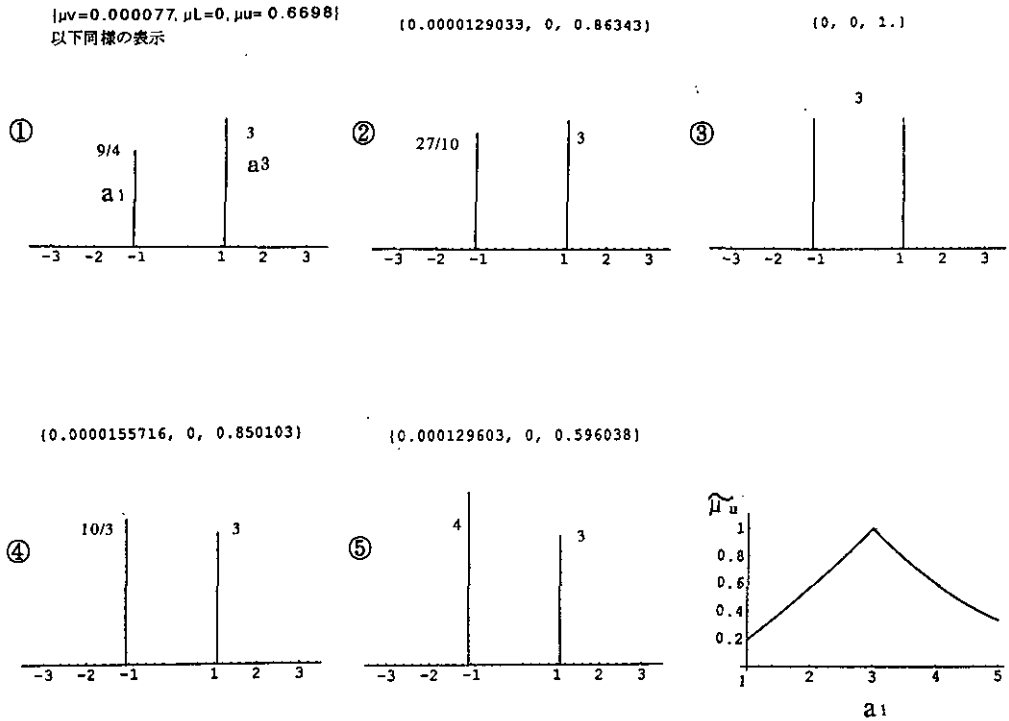 {μv=0.000077, μL=0, μu= 0.6698}
以下同様の表示
{0.0000129033, 0, 0.86343}
{0, 0, 1.}
①
9/4
a1
3
a3
-3 -2 -1 1 2 3
②
27/10
3
-3 -2 -1 1 2 3
③
3
-3 -2 -1 1 2 3
{0.0000155716, 0, 0.850103}
{0.000129603, 0, 0.596038}
④
10/3
3
-3 -2 -1 1 2 3
⑤
4
3
-3 -2 -1 1 2 3
μ̃u
1
0.8
0.6
0.4
0.2
1 2 3 4 5
a1